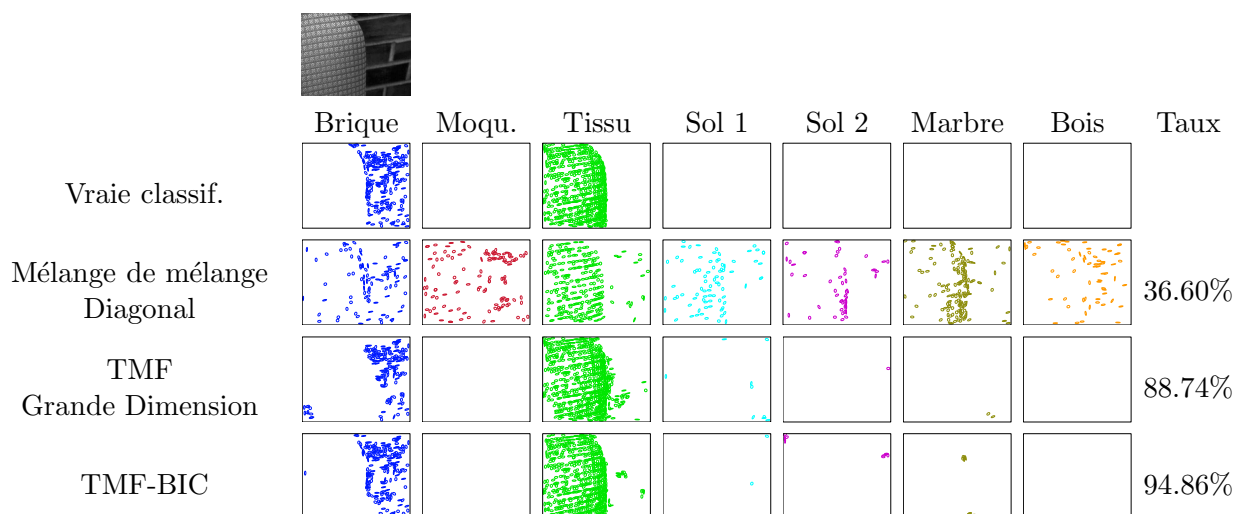 Brique Moqu. Tissu Sol 1 Sol 2 Marbre Bois Taux
Vraie classif.
Mélange de mélange
Diagonal
36.60%
TMF
Grande Dimension
88.74%
TMF-BIC
94.86%